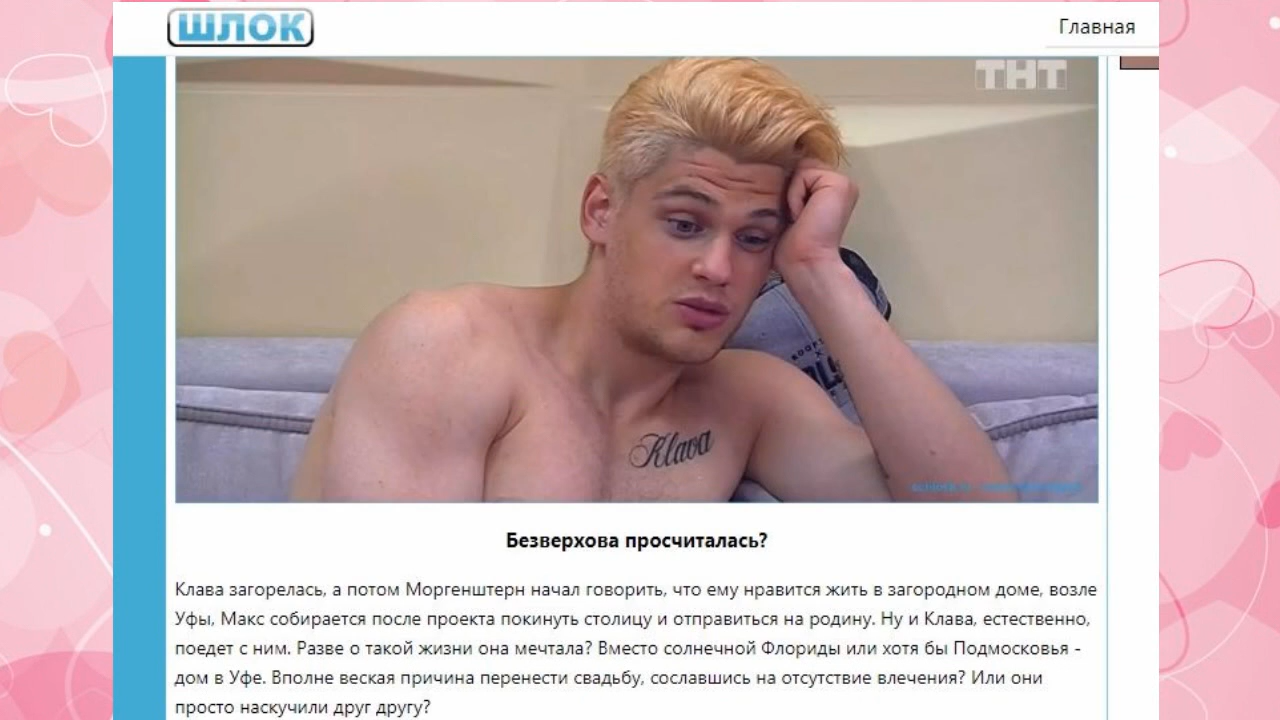 ШЛОК
Главная
ТНТ
Klava
Безверхова просчиталась?
Клава загорелась, а потом Моргенштерн начал говорить, что ему нравится жить в загородном доме, возле
Уфы, Макс собирается после проекта покинуть столицу и отправиться на родину. Ну и Клава, естественно,
поедет с ним. Разве о такой жизни она мечтала? Вместо солнечной Флориды или хотя бы Подмосковья -
дом в Уфе. Вполне веская причина перенести свадьбу, сославшись на отсутствие влечения? Или они
просто наскучили друг другу?